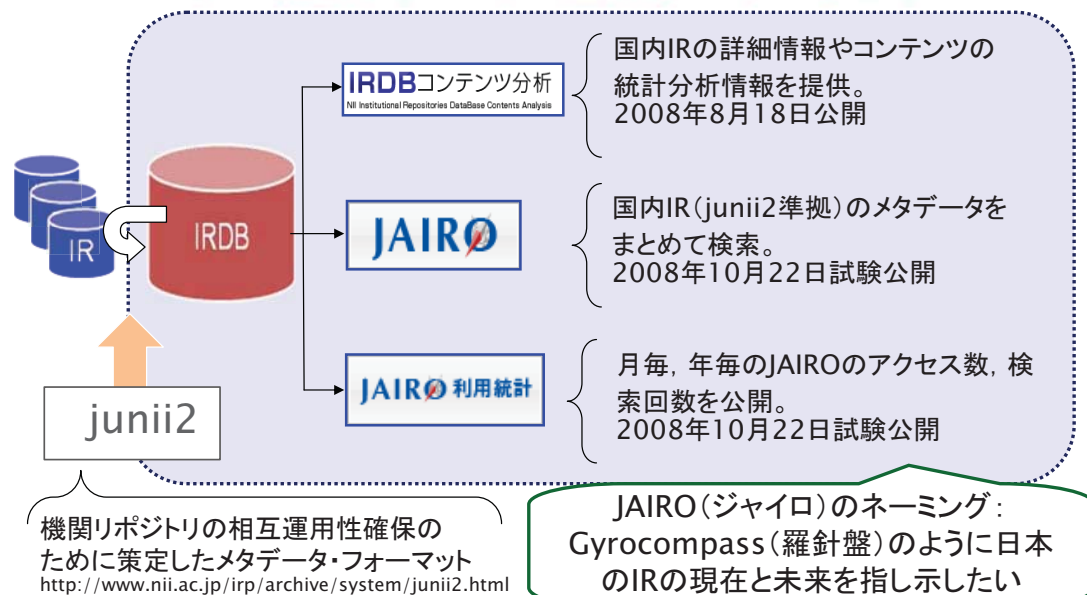 IRDBコンテンツ分析
NII Institutional Repositories DataBase Contents Analysis
国内IRの詳細情報やコンテンツの
統計分析情報を提供。
2008年8月18日公開
IR
IRDB
JAIRO
国内IR（junii2準拠）のメタデータを
まとめて検索。
2008年10月22日試験公開
JAIRO 利用統計
月毎，年毎のJAIROのアクセス数，検
索回数を公開。
2008年10月22日試験公開
junii2
機関リポジトリの相互運用性確保の
ために策定したメタデータ・フォーマット
http://www.nii.ac.jp/irp/archive/system/junii2.html
JAIRO（ジャイロ）のネーミング：
Gyrocompass（羅針盤）のように日本
のIRの現在と未来を指し示したい